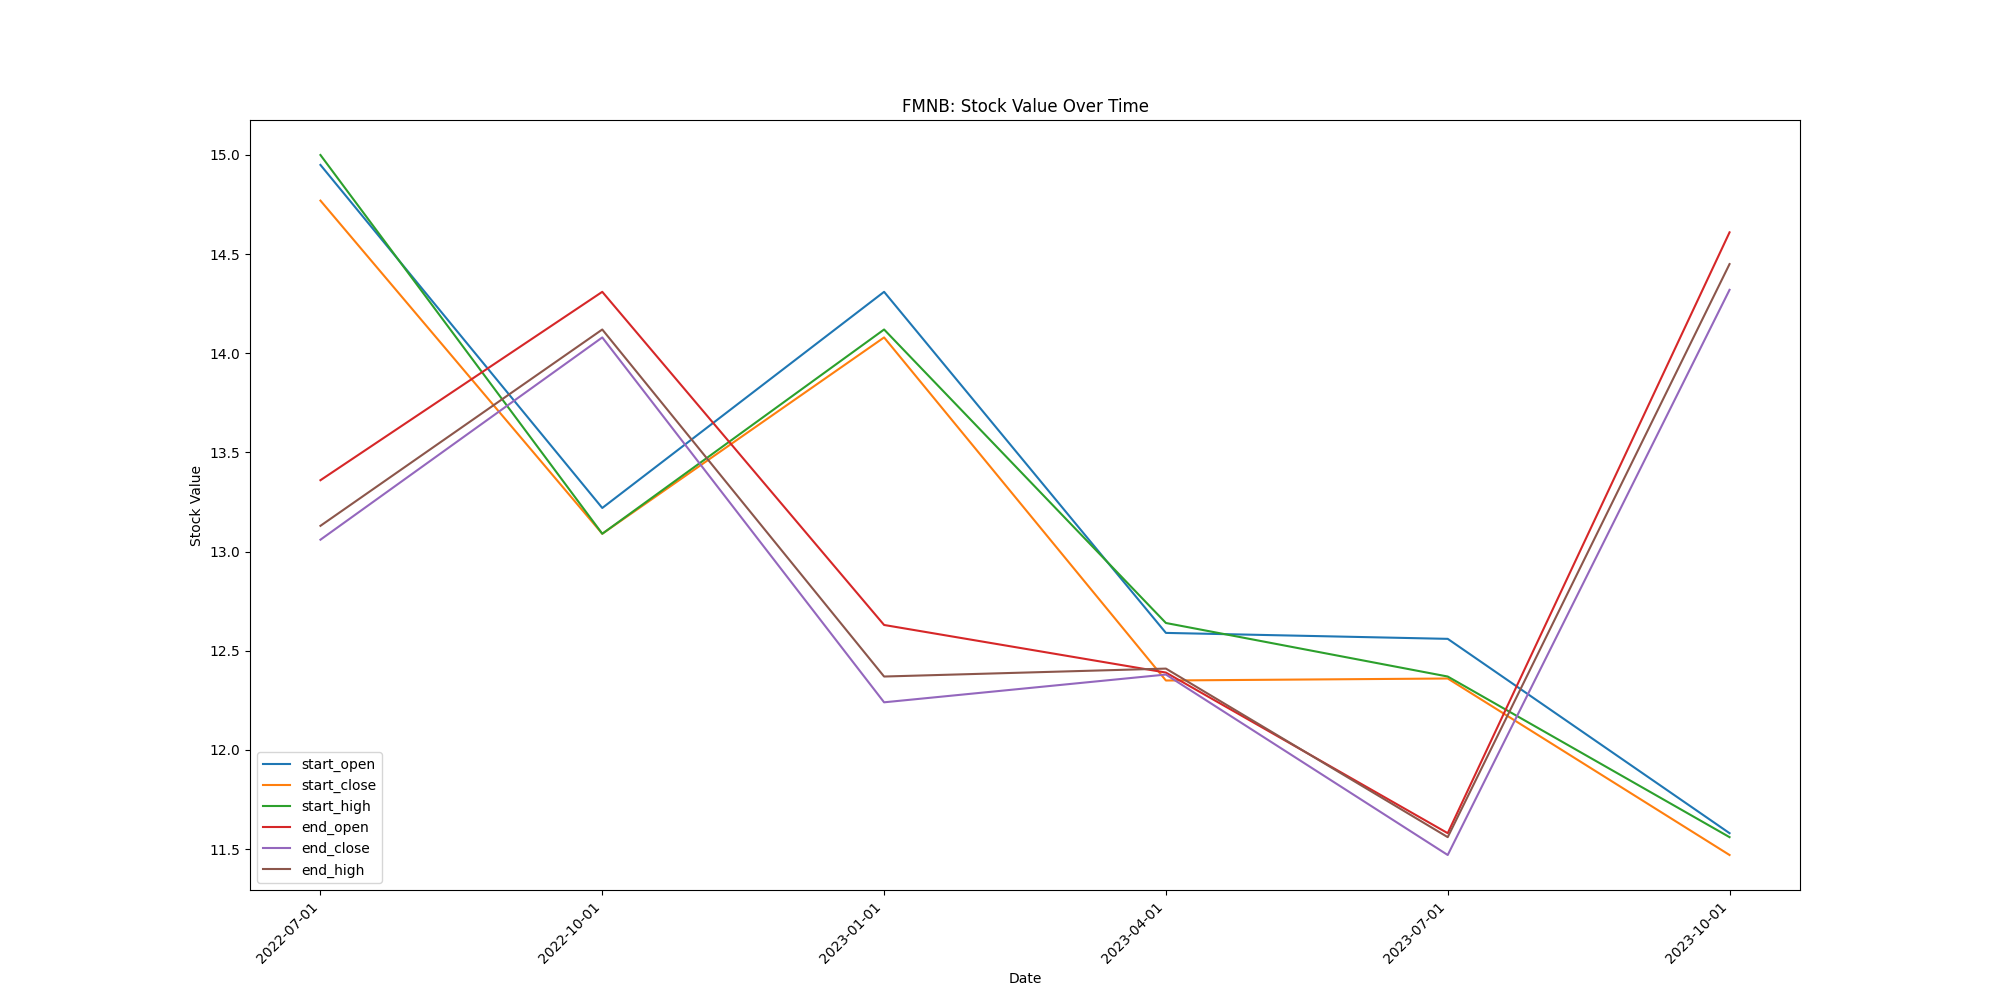 FMNB: Stock Value Over Time
15.0
14.5
14.0
13.5
13.0
12.5
12.0
11.5
Stock Value
start_open
start_close
start_high
end_open
end_close
end_high
2022-07-01
2022-10-01
2023-01-01
2023-04-01
2023-07-01
2023-10-01
Date